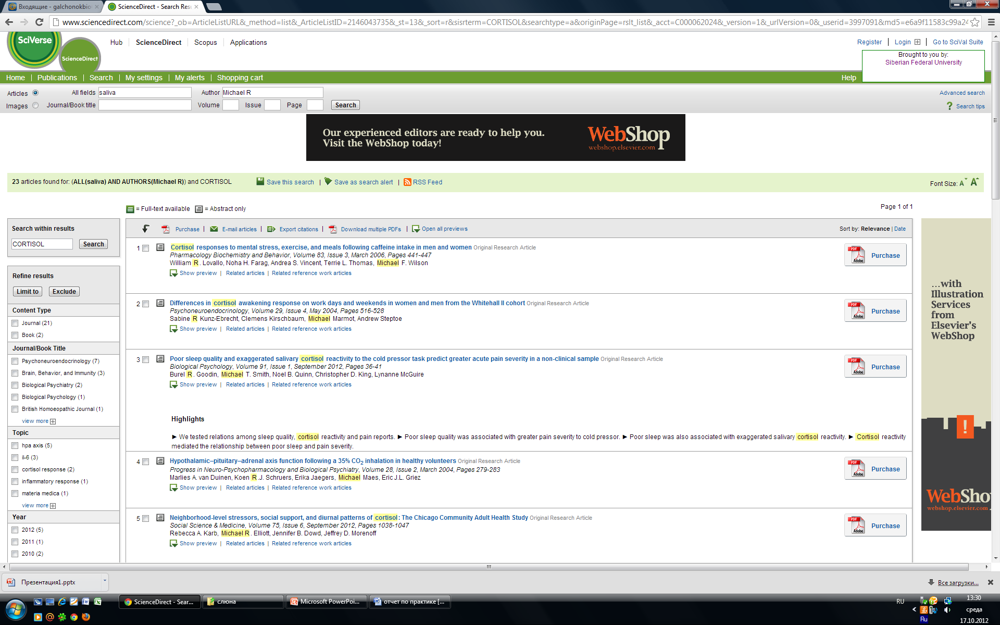 Входящие - galchonokbio
ScienceDirect - Search Res
www.sciencedirect.com/science?_ob=ArticleListURL&_method=list&_ArticleListID=2146043735&_st=13&_sort=r&sisrterm=CORTISOL&searchtype=a&originPage=rslt_list&_acct=C000062024&_version=1&_urlVersion=0&_userid=3997091&md5=e6a9f11583c99a24
SciVerse
ScienceDirect
Hub ScienceDirect Scopus Applications
Register Login Go to SciVal Suite
Brought to you by:
Siberian Federal University
Home | Publications | Search | My settings | My alerts | Shopping cart
Help
Articles All fields saliva Author Michael R
Advanced search
Images Journal/Book title Volume Issue Page Search
? Search tips
Our experienced editors are ready to help you.
Visit the WebShop today!
WebShop
webshop.elsevier.com
23 articles found for: (ALL(saliva) AND AUTHORS(Michael R)) and CORTISOL
Save this search | Save as search alert | RSS Feed
Font Size: A A
= Full-text available = Abstract only
Page 1 of 1
Search within results
CORTISOL Search
Refine results
Limit to Exclude
Content Type
Journal (21)
Book (2)
Journal/Book Title
Psychoneuroendocrinology (7)
Brain, Behavior, and Immunity (3)
Biological Psychiatry (2)
Biological Psychology (1)
British Homoeopathic Journal (1)
view more
Topic
hpa axis (5)
il-6 (3)
cortisol response (2)
inflammatory response (1)
materia medica (1)
view more
Year
2012 (5)
2011 (1)
2010 (2)
Purchase | E-mail articles | Export citations | Download multiple PDFs | Open all previews
Sort by: Relevance | Date
1 Cortisol responses to mental stress, exercise, and meals following caffeine intake in men and women Original Research Article
Pharmacology Biochemistry and Behavior, Volume 83, Issue 3, March 2006, Pages 441-447
William R. Lovallo, Noha H. Farag, Andrea S. Vincent, Terrie L. Thomas, Michael F. Wilson
Show preview | Related articles | Related reference work articles
PDF Adobe Purchase
2 Differences in cortisol awakening response on work days and weekends in women and men from the Whitehall II cohort Original Research Article
Psychoneuroendocrinology, Volume 29, Issue 4, May 2004, Pages 516-528
Sabine R Kunz-Ebrecht, Clemens Kirschbaum, Michael Marmot, Andrew Steptoe
Show preview | Related articles | Related reference work articles
PDF Adobe Purchase
3 Poor sleep quality and exaggerated salivary cortisol reactivity to the cold pressor task predict greater acute pain severity in a non-clinical sample Original Research Article
Biological Psychology, Volume 91, Issue 1, September 2012, Pages 36-41
Burel R. Goodin, Michael T. Smith, Noel B. Quinn, Christopher D. King, Lynanne McGuire
Show preview | Related articles | Related reference work articles
PDF Adobe Purchase
Highlights
► We tested relations among sleep quality, cortisol reactivity and pain reports. ► Poor sleep quality was associated with greater pain severity to cold pressor. ► Poor sleep was also associated with exaggerated salivary cortisol reactivity. ► Cortisol reactivity
mediated the relationship between poor sleep and pain severity.
4 Hypothalamic–pituitary–adrenal axis function following a 35% CO2 inhalation in healthy volunteers Original Research Article
Progress in Neuro-Psychopharmacology and Biological Psychiatry, Volume 28, Issue 2, March 2004, Pages 279-283
Marlies A. van Duinen, Koen R.J. Schruers, Erika Jaegers, Michael Maes, Eric J.L. Griez
Show preview | Related articles | Related reference work articles
PDF Adobe Purchase
5 Neighborhood-level stressors, social support, and diurnal patterns of cortisol: The Chicago Community Adult Health Study Original Research Article
Social Science & Medicine, Volume 75, Issue 6, September 2012, Pages 1038-1047
Rebecca A. Karb, Michael R. Elliott, Jennifer B. Dowd, Jeffrey D. Morenoff
Show preview | Related articles | Related reference work articles
PDF Adobe Purchase
...with
Illustration
Services
from
Elsevier's
WebShop
!
WebSho
webshop.elsevier.com
Презентация1.pptx
Все загрузки...
ScienceDirect - Sear...
слюна
Microsoft PowerPoi...
отчет по практике [...
RU
13:30
среда
Ru
17.10.2012